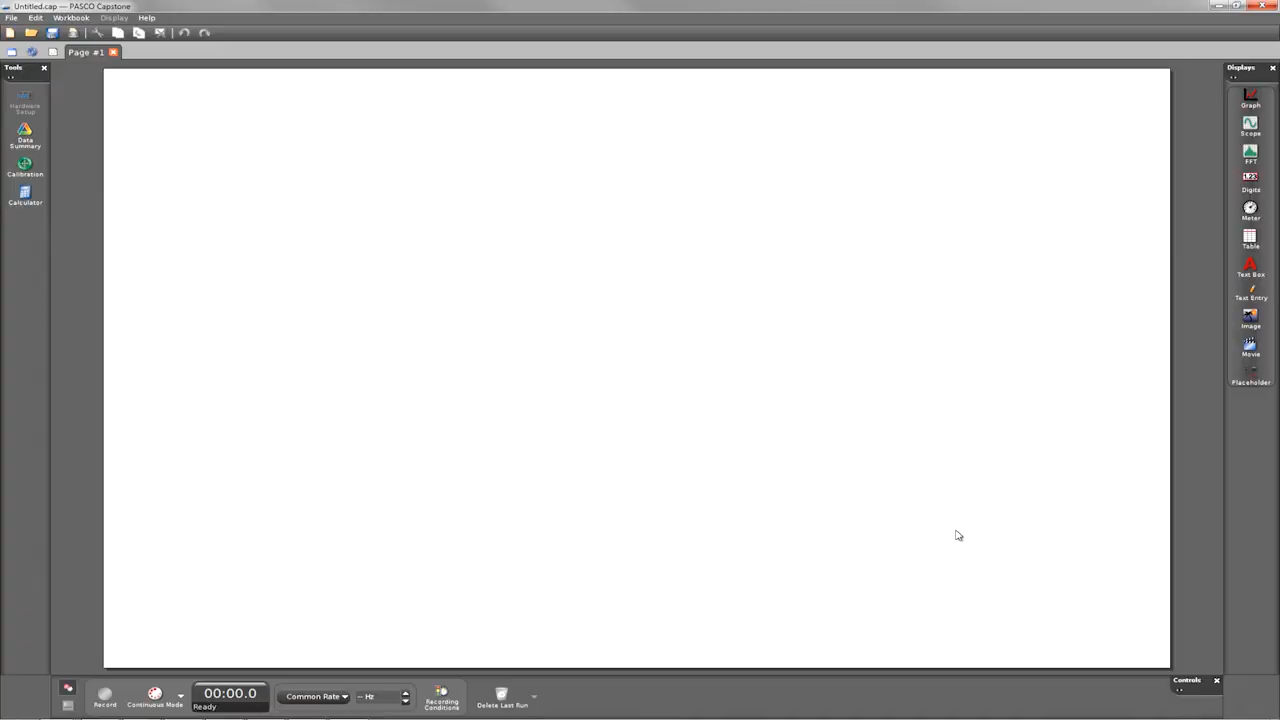 Untitled.cap — PASCO Capstone
File Edit Workbook Display Help
Page #1
Tools
Hardware
Setup
Data
Summary
Calibration
Calculator
Displays
Graph
Scope
FFT
1.23
Digits
Meter
Table
A
Text Box
Text Entry
Image
Movie
Placeholder
Controls
Record
Continuous Mode
00:00.0
Ready
Common Rate
-- Hz
Recording
Conditions
Delete Last Run